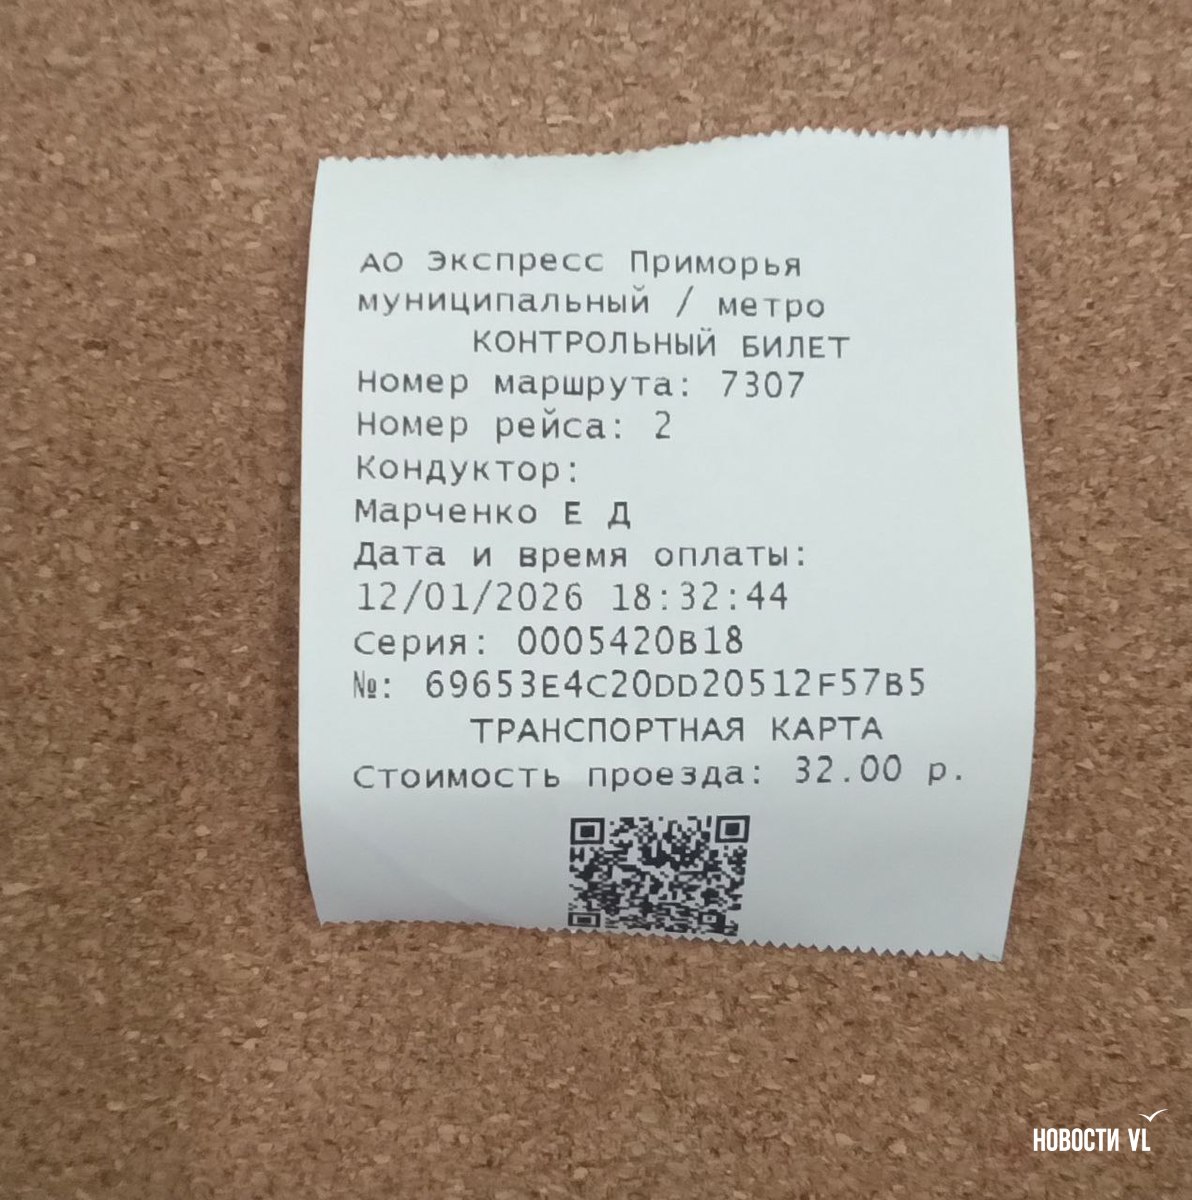 АО Экспресс Приморья
муниципальный / метро
КОНТРОЛЬНЫЙ БИЛЕТ
Номер маршрута: 7307
Номер рейса: 2
Кондуктор:
Марченко Е Д
Дата и время оплаты:
12/01/2026 18:32:44
Серия: 0005420B18
№: 69653E4C20DD20512F57B5
ТРАНСПОРТНАЯ КАРТА
Стоимость проезда: 32.00 р.
НОВОСТИ VL